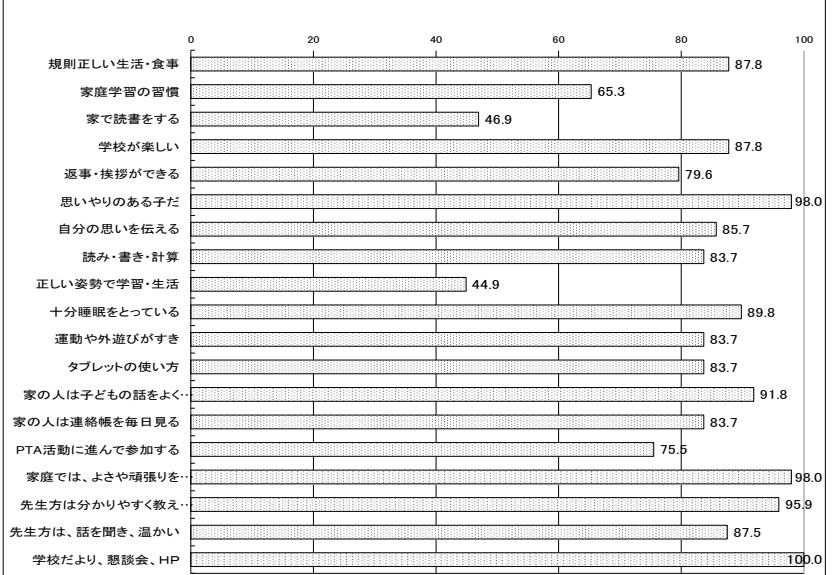 0 20 40 60 80 100
規則正しい生活・食事 87.8
家庭学習の習慣 65.3
家で読書をする 46.9
学校が楽しい 87.8
返事・挨拶ができる 79.6
思いやりのある子だ 98.0
自分の思いを伝える 85.7
読み・書き・計算 83.7
正しい姿勢で学習・生活 44.9
十分睡眠をとっている 89.8
運動や外遊びがすき 83.7
タブレットの使い方 83.7
家の人は子どもの話をよく… 91.8
家の人は連絡帳を毎日見る 83.7
PTA活動に進んで参加する 75.5
家庭では、よさや頑張りを… 98.0
先生方は分かりやすく教え… 95.9
先生方は、話を聞き、温かい 87.5
学校だより、懇談会、HP 100.0